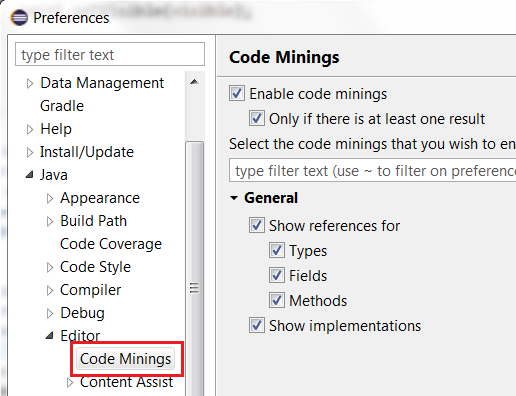 Preferences
type filter text
Data Management
Gradle
Help
Install/Update
Java
Appearance
Build Path
Code Coverage
Code Style
Compiler
Debug
Editor
Code Minings
Content Assist
Code Minings
Enable code minings
Only if there is at least one result
Select the code minings that you wish to en
type filter text (use ~ to filter on preference
General
Show references for
Types
Fields
Methods
Show implementations